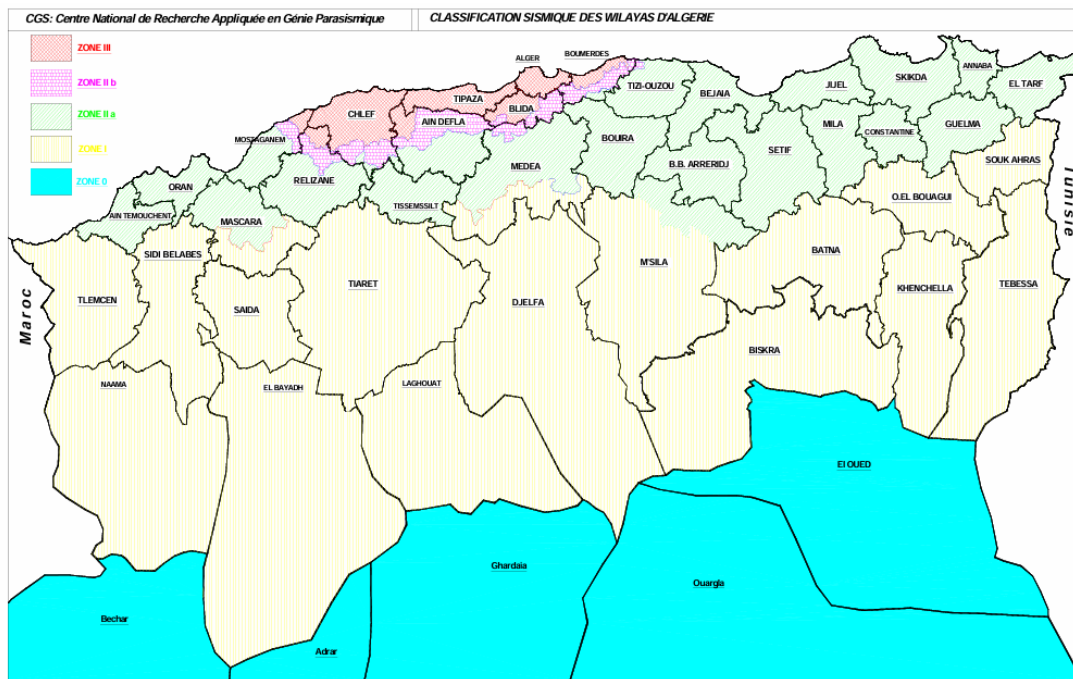 CGS: Centre National de Recherche Appliquée en Génie Parasismique
CLASSIFICATION SISMIQUE DES WILAYAS D'ALGERIE
ZONE III
ZONE II b
ZONE II a
ZONE I
ZONE 0
ALGER
BOUMERDES
TIPAZA
BLIDA
CHLEF
AIN DEFLA
TIZI-OUZOU
BEJAIA
JIJEL
SKIKDA
ANNABA
EL TARF
MOSTAGANEM
BOUIRA
MILA
CONSTANTINE
GUELMA
SETIF
B.B. ARRERIDJ
SOUK AHRAS
MEDEA
RELIZANE
ORAN
AIN TEMOUCHENT
MASCARA
TISSEMSSILT
O.EL BOUAGUI
SIDI BELABES
M'SILA
BATNA
TLEMCEN
SAIDA
TIARET
DJELFA
KHENCHELLA
TEBESSA
Maroc
Tunisie
BISKRA
NAAMA
EL BAYADH
LAGHOUAT
El OUED
Ghardaia
Ouargla
Bechar
Adrar